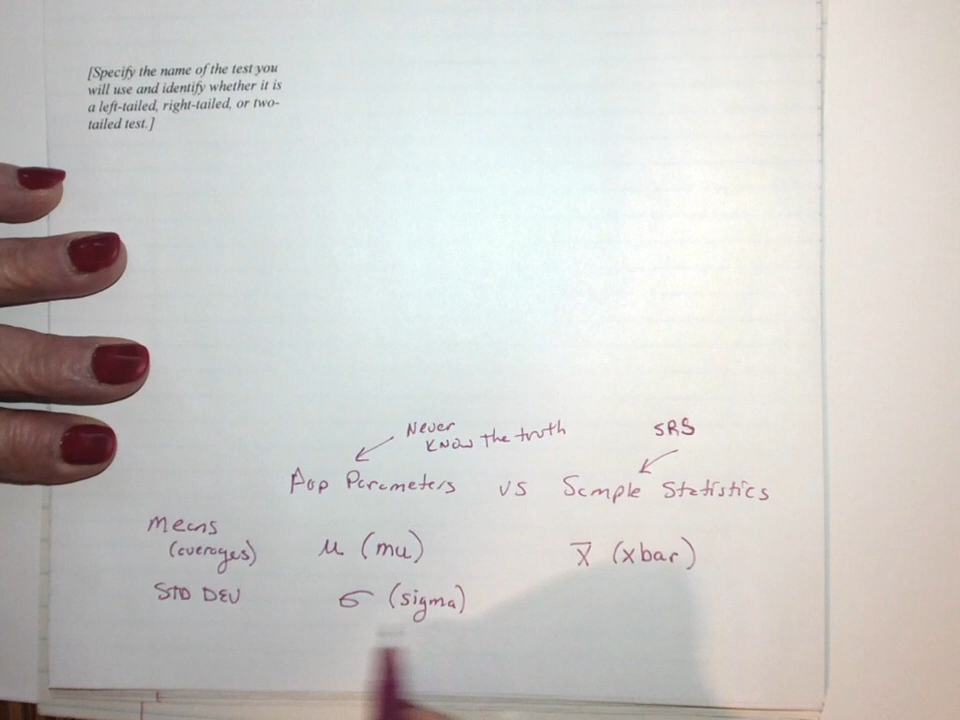 [Specify the name of the test you
will use and identify whether it is
a left-tailed, right-tailed, or two-
tailed test.]
Never
know the truth
SRS
Pop Parameters vs Sample Statistics
Means
(averages) μ (mu) x̄ (xbar)
STD DEV σ (sigma)